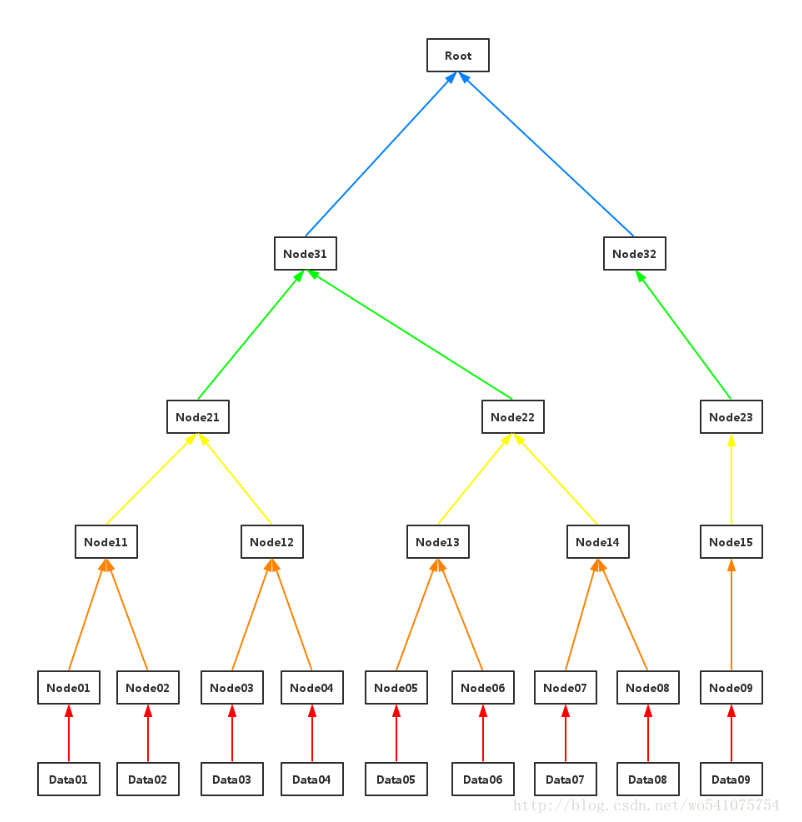 Root
Node31 Node32
Node21 Node22 Node23
Node11 Node12 Node13 Node14 Node15
Node01 Node02 Node03 Node04 Node05 Node06 Node07 Node08 Node09
Data01 Data02 Data03 Data04 Data05 Data06 Data07 Data08 Data09
http://blog.csdn.net/wo541075754